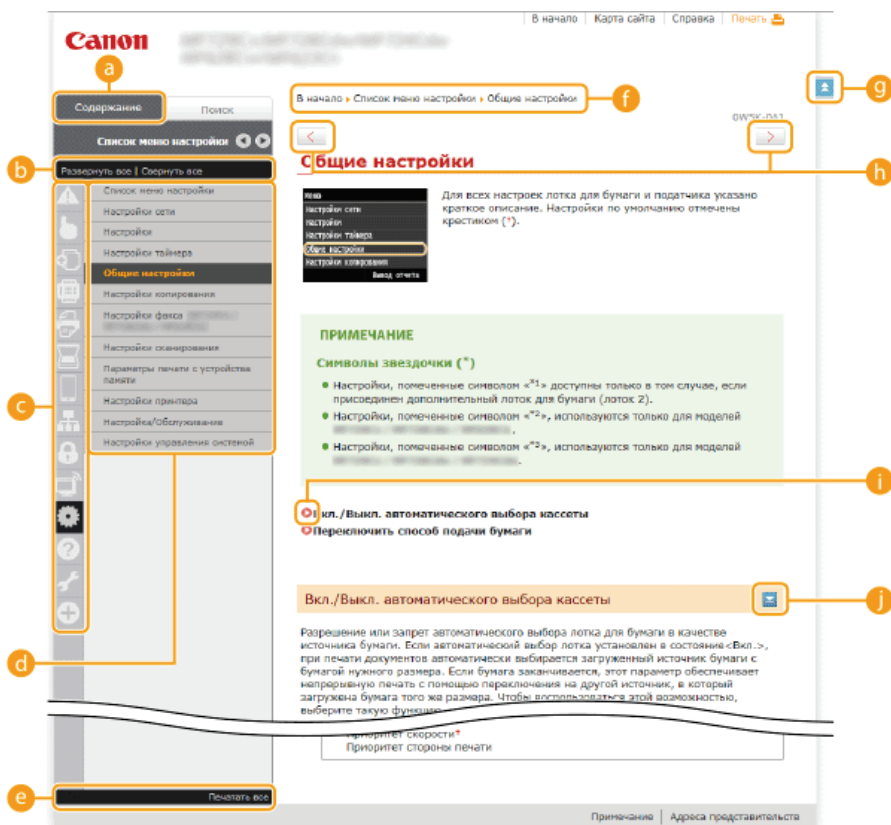 В начало | Карта сайта | Справка | Печать
Canon
a
Содержание
Поиск
Список меню настройки
b
Развернуть все | Свернуть все
Список меню настройки
Настройки сети
Настройки
Настройки таймера
Общие настройки
Настройки копирования
Настройки факса
Настройки сканирования
Параметры печати с устройства
памяти
Настройки принтера
Настройка/Обслуживание
Настройки управления системой
c
d
e
Печатать все
В начало › Список меню настройки › Общие настройки
f
g
0W5K-0A1
h
Общие настройки
Меню
Настройки сети
Настройки
Настройки таймера
Общие настройки
Настройки копирования
Вывод отчета
Для всех настроек лотка для бумаги и податчика указано
краткое описание. Настройки по умолчанию отмечены
крестиком (*).
ПРИМЕЧАНИЕ
Символы звездочки (*)
Настройки, помеченные символом «*1» доступны только в том случае, если
присоединен дополнительный лоток для бумаги (лоток 2).
Настройки, помеченные символом «*2», используются только для моделей
.
Настройки, помеченные символом «*3», используются только для моделей
.
i
Вкл./Выкл. автоматического выбора кассеты
Переключить способ подачи бумаги
Вкл./Выкл. автоматического выбора кассеты
j
Разрешение или запрет автоматического выбора лотка для бумаги в качестве
источника бумаги. Если автоматический выбор лотка установлен в состояние<Вкл.>,
при печати документов автоматически выбирается загруженный источник бумаги с
бумагой нужного размера. Если бумага заканчивается, этот параметр обеспечивает
непрерывную печать с помощью переключения на другой источник, в который
загружена бумага того же размера. Чтобы воспользоваться этой возможностью,
выберите такую функцию
Приоритет скорости*
Приоритет стороны печати
Примечание | Адреса представительств